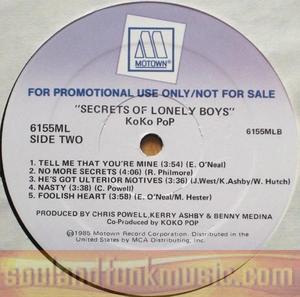 MOTOWN®
FOR PROMOTIONAL USE ONLY/NOT FOR SALE
"SECRETS OF LONELY BOYS"
KoKo PoP
6155ML
SIDE TWO
6155MLB
1. TELL ME THAT YOU'RE MINE (3:54) (E. O'Neal)
2. NO MORE SECRETS (4:06) (R. Philmore)
3. HE'S GOT ULTERIOR MOTIVES (3:36) (J.West/K.Ashby/W. Hutch)
4. NASTY (3:38) (C. Powell)
5. FOOLISH HEART (3:58) (E. O'Neal/M. Hester)
PRODUCED BY CHRIS POWELL, KERRY ASHBY & BENNY MEDINA
Co-Produced by KOKO POP
℗1985 Motown Record Corporation. Distributed in the
United States by MCA Distributing, Inc.
soulandfunkmusic.com